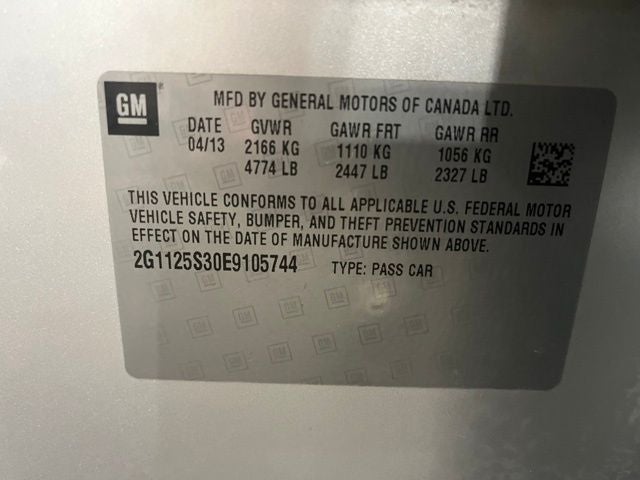 GM
MFD BY GENERAL MOTORS OF CANADA LTD.
DATE GVWR GAWR FRT GAWR RR
04/13 2166 KG 1110 KG 1056 KG
4774 LB 2447 LB 2327 LB
THIS VEHICLE CONFORMS TO ALL APPLICABLE U.S. FEDERAL MOTOR
VEHICLE SAFETY, BUMPER, AND THEFT PREVENTION STANDARDS IN
EFFECT ON THE DATE OF MANUFACTURE SHOWN ABOVE.
2G1125S30E9105744 TYPE: PASS CAR